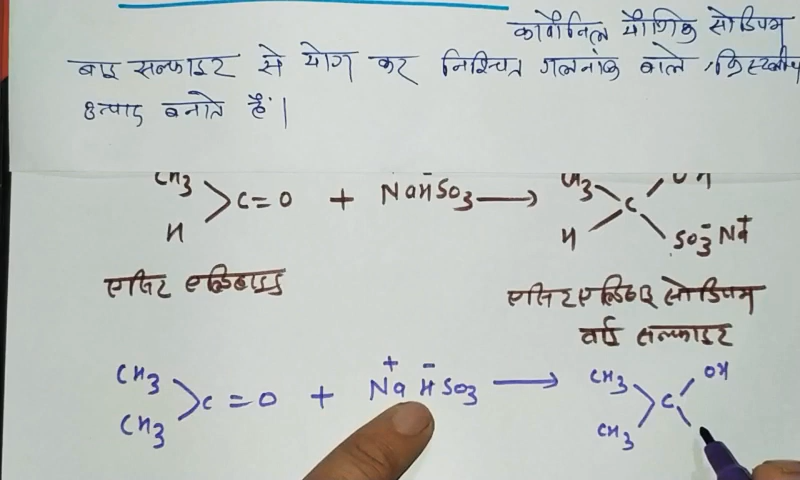 कार्बोनिल यौगिक सोडियम
बाइ सल्फाइट से योग कर निश्चित गलनांक वाले क्रिस्टलीय
उत्पाद बनाते है।
CH3 C=O + NaHSO3⁻ → CH3 C OH
H H SO3⁻Na⁺
एसिट एल्डिहाइड एसिटएल्डिहाइड सोडियम
बाई सल्फाइट
CH3 C=O + Na⁺H⁻SO3 → CH3 C OH
CH3 CH3